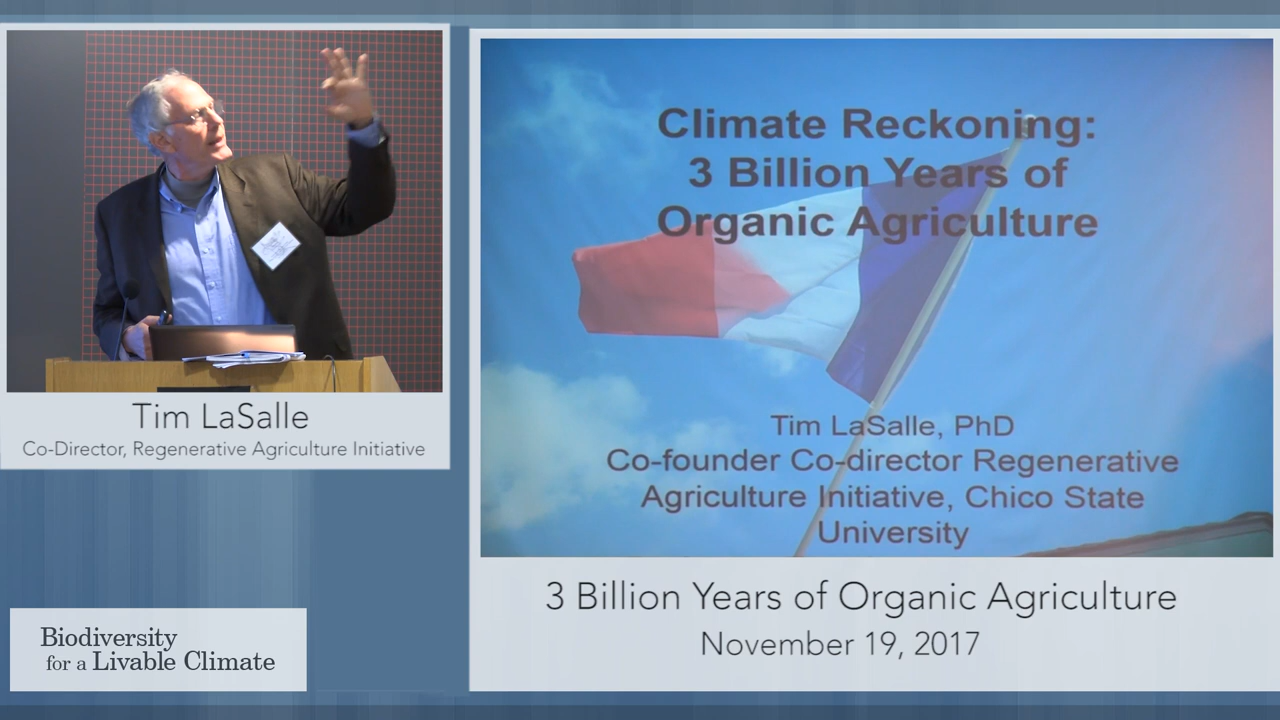 Tim LaSalle
Co-Director, Regenerative Agriculture Initiative
Climate Reckoning:
3 Billion Years of
Organic Agriculture
Tim LaSalle, PhD
Co-founder Co-director Regenerative
Agriculture Initiative, Chico State
University
3 Billion Years of Organic Agriculture
November 19, 2017
Biodiversity
for a Livable Climate